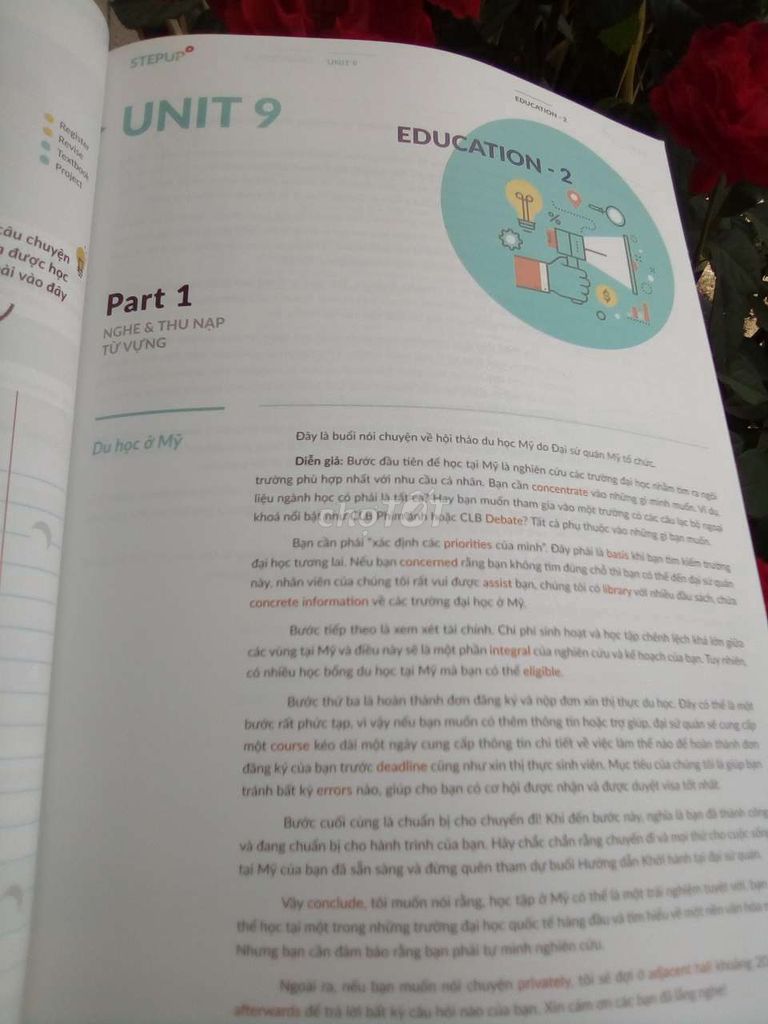 STEPUP
UNIT 9
EDUCATION - 2
Register
Revise
Textbook
Project
câu chuyện
được học
vào đây
UNIT 9
EDUCATION - 2
%
Part 1
NGHE & THU NẠP
TỪ VỰNG
Du học ở Mỹ
Đây là buổi nói chuyện về hội thảo du học Mỹ do Đại sứ quán Mỹ tổ chức.
Diễn giả: Bước đầu tiên để học tại Mỹ là nghiên cứu các trường đại học nhằm tìm ra ngôi
trường phù hợp nhất với nhu cầu cá nhân. Bạn cần concentrate vào những gì mình muốn. Ví dụ,
liệu ngành học có phải là tất cả? Hay bạn muốn tham gia vào một trường có các câu lạc bộ ngoại
khoá nổi bật như CLB Phim ảnh hoặc CLB Debate? Tất cả phụ thuộc vào những gì bạn muốn.
chợTỐT
Bạn cần phải "xác định các priorities của mình". Đây phải là basis khi bạn tìm kiếm trường
đại học tương lai. Nếu bạn concerned rằng bạn không tìm đúng chỗ thì bạn có thể đến đại sứ quán
này, nhân viên của chúng tôi rất vui được assist bạn, chúng tôi có library với nhiều đầu sách, chứa
concrete information về các trường đại học ở Mỹ.
Bước tiếp theo là xem xét tài chính. Chi phí sinh hoạt và học tập chênh lệch khá lớn giữa
các vùng tại Mỹ và điều này sẽ là một phần integral của nghiên cứu và kế hoạch của bạn. Tuy nhiên,
có nhiều học bổng du học tại Mỹ mà bạn có thể eligible.
Bước thứ ba là hoàn thành đơn đăng ký và nộp đơn xin thị thực du học. Đây có thể là một
bước rất phức tạp, vì vậy nếu bạn muốn có thêm thông tin hoặc trợ giúp, đại sứ quán sẽ cung cấp
một course kéo dài một ngày cung cấp thông tin chi tiết về việc làm thế nào để hoàn thành đơn
đăng ký của bạn trước deadline cũng như xin thị thực sinh viên. Mục tiêu của chúng tôi là giúp bạn
tránh bất kỳ errors nào, giúp cho bạn có cơ hội được nhận và được duyệt visa tốt nhất.
Bước cuối cùng là chuẩn bị cho chuyến đi! Khi đến bước này, nghĩa là bạn đã thành công
và đang chuẩn bị cho hành trình của bạn. Hãy chắc chắn rằng chuyến đi và mọi thứ cho cuộc sống
tại Mỹ của bạn đã sẵn sàng và đừng quên tham dự buổi Hướng dẫn Khởi hành tại đại sứ quán.
Vậy conclude, tôi muốn nói rằng, học tập ở Mỹ có thể là một trải nghiệm tuyệt vời, bạn
thể học tại một trong những trường đại học quốc tế hàng đầu và tìm hiểu về một nền văn hóa
Nhưng bạn cần đảm bảo rằng bạn phải tự mình nghiên cứu.
Ngoài ra, nếu bạn muốn nói chuyện privately, tôi sẽ đợi ở adjacent hall khoảng 20
afterwards để trả lời bất kỳ câu hỏi nào của bạn. Xin cám ơn các bạn đã lắng nghe!